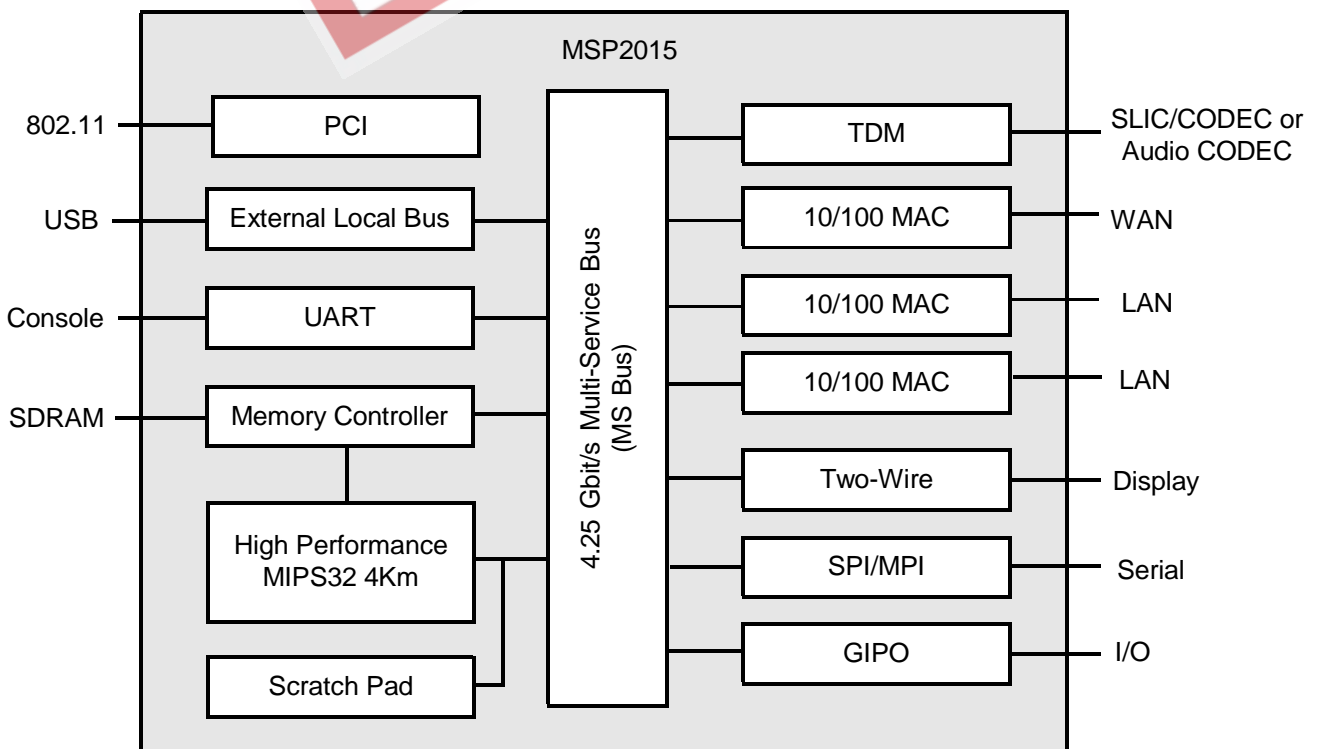 MSP2015
802.11
PCI
TDM
SLIC/CODEC or
Audio CODEC
USB
External Local Bus
10/100 MAC
WAN
Console
UART
10/100 MAC
LAN
4.25 Gbit/s Multi-Service Bus
(MS Bus)
10/100 MAC
LAN
SDRAM
Memory Controller
Two-Wire
Display
High Performance
MIPS32 4Km
SPI/MPI
Serial
Scratch Pad
GIPO
I/O